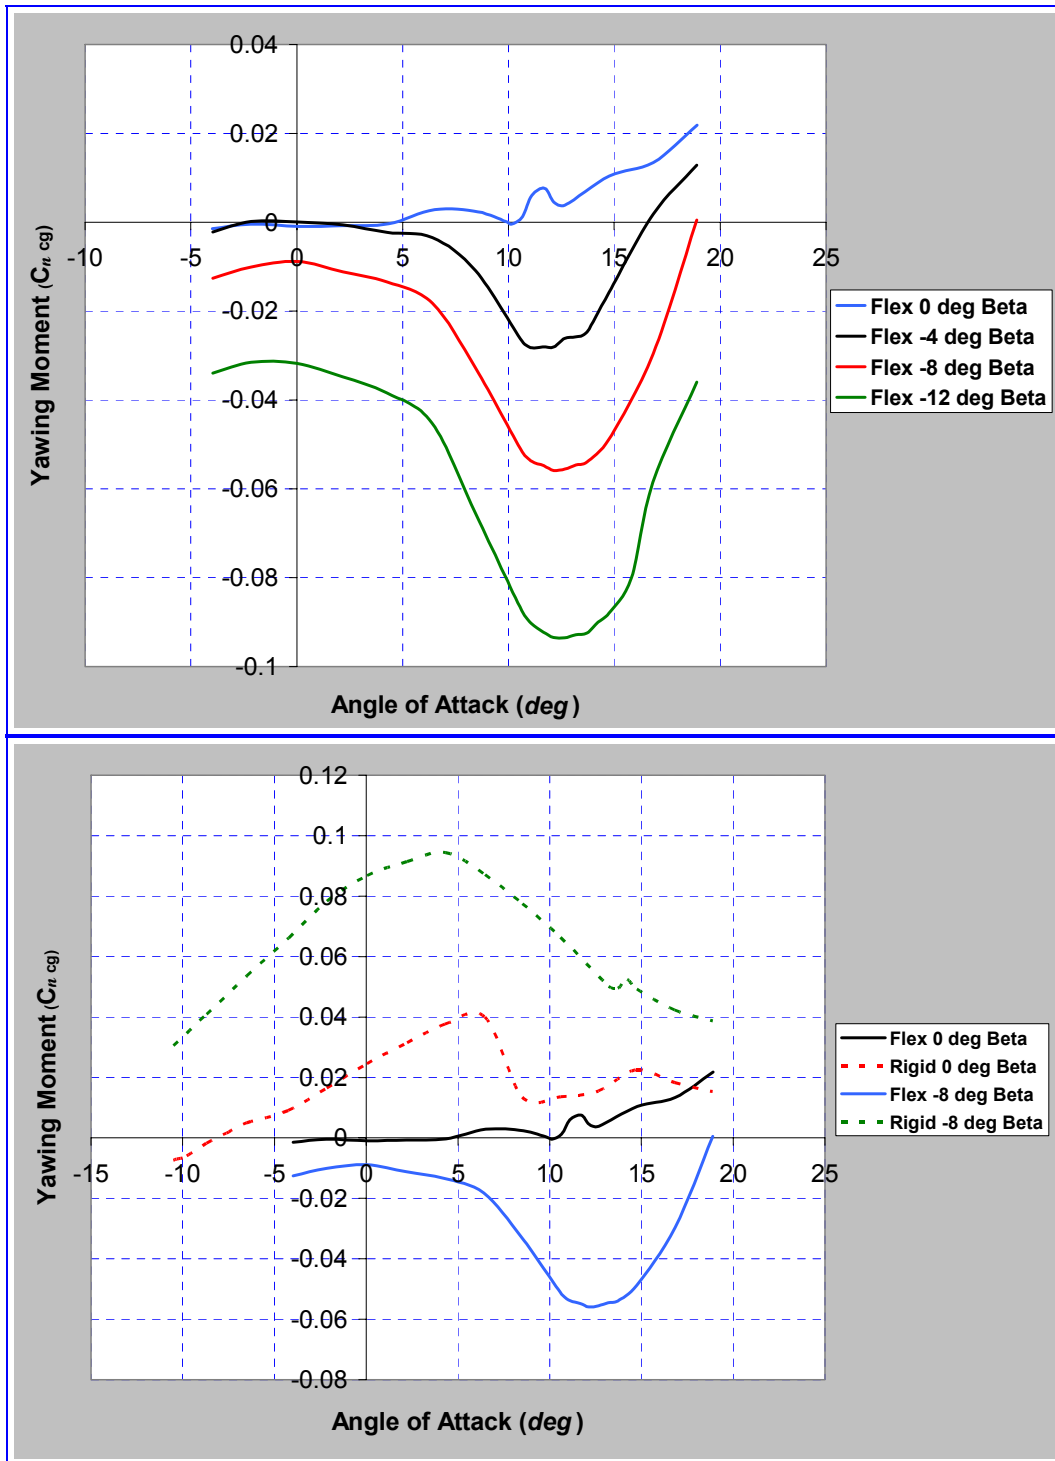 0.04
0.02
0
-0.02
-0.04
-0.06
-0.08
-0.1
-10 -5 0 5 10 15 20 25
Yawing Moment (Cn cg)
Angle of Attack (deg)
Flex 0 deg Beta
Flex -4 deg Beta
Flex -8 deg Beta
Flex -12 deg Beta
0.12
0.1
0.08
0.06
0.04
0.02
0
-0.02
-0.04
-0.06
-0.08
-15 -10 -5 0 5 10 15 20 25
Yawing Moment (Cn cg)
Angle of Attack (deg)
Flex 0 deg Beta
Rigid 0 deg Beta
Flex -8 deg Beta
Rigid -8 deg Beta